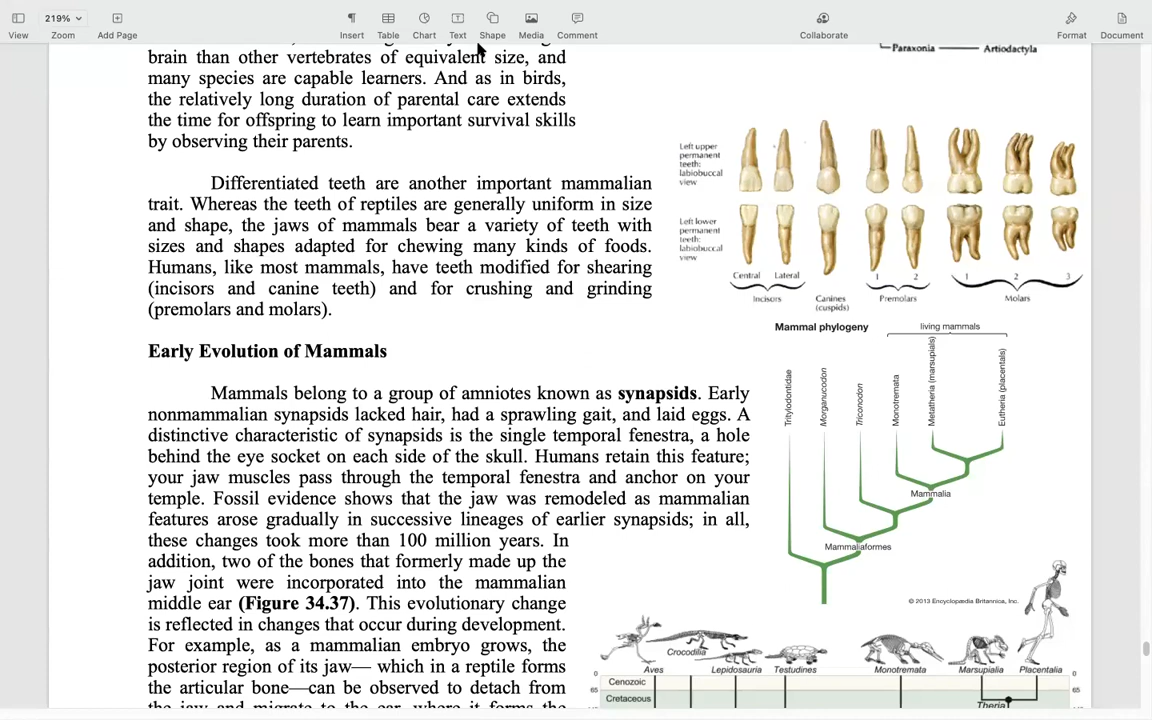 219%
View
Zoom
Add Page
Insert
Table
Chart
Text
Shape
Media
Comment
Collaborate
Format
Document
brain than other vertebrates of equivalent size, and
many species are capable learners. And as in birds,
the relatively long duration of parental care extends
the time for offspring to learn important survival skills
by observing their parents.
Differentiated teeth are another important mammalian
trait. Whereas the teeth of reptiles are generally uniform in size
and shape, the jaws of mammals bear a variety of teeth with
sizes and shapes adapted for chewing many kinds of foods.
Humans, like most mammals, have teeth modified for shearing
(incisors and canine teeth) and for crushing and grinding
(premolars and molars).
Early Evolution of Mammals
Mammals belong to a group of amniotes known as synapsids. Early
nonmammalian synapsids lacked hair, had a sprawling gait, and laid eggs. A
distinctive characteristic of synapsids is the single temporal fenestra, a hole
behind the eye socket on each side of the skull. Humans retain this feature;
your jaw muscles pass through the temporal fenestra and anchor on your
temple. Fossil evidence shows that the jaw was remodeled as mammalian
features arose gradually in successive lineages of earlier synapsids; in all,
these changes took more than 100 million years. In
addition, two of the bones that formerly made up the
jaw joint were incorporated into the mammalian
middle ear (Figure 34.37). This evolutionary change
is reflected in changes that occur during development.
For example, as a mammalian embryo grows, the
posterior region of its jaw— which in a reptile forms
the articular bone—can be observed to detach from
the jaw and migrate to the ear, where it forms the
Paraxonia
Artiodactyla
Left upper
permanent
teeth:
labiobuccal
view
Left lower
permanent
teeth:
labiobuccal
view
Central
Lateral
1
2
1
2
3
Incisors
Canines
(cuspids)
Premolars
Molars
Mammal phylogeny
living mammals
Tritylodontidae
Morganucodon
Triconodon
Monotremata
Metatheria (marsupials)
Eutheria (placentals)
Mammalia
Mammaliaformes
© 2013 Encyclopædia Britannica, Inc.
Aves
Crocodilia
Lepidosauria
Testudines
Monotremata
Marsupialia
Placentalia
0
0
Cenozoic
65
65
Cretaceous
Theria